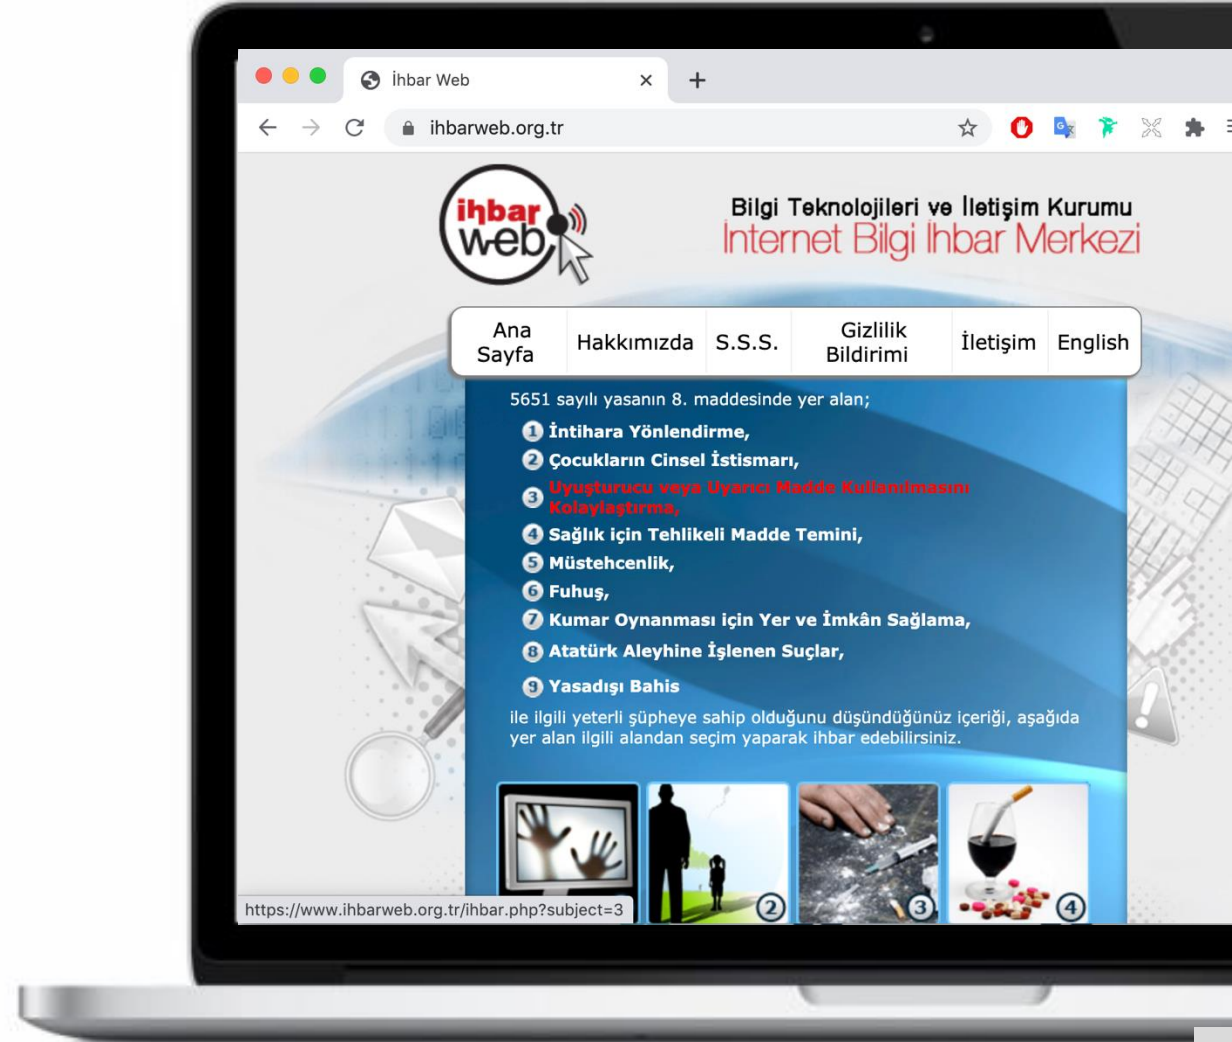 İhbar Web
ihbarweb.org.tr
ihbar
web
Bilgi Teknolojileri ve İletişim Kurumu
İnternet Bilgi İhbar Merkezi
Ana
Sayfa
Hakkımızda
S.S.S.
Gizlilik
Bildirimi
İletişim
English
5651 sayılı yasanın 8. maddesinde yer alan;
1 İntihara Yönlendirme,
2 Çocukların Cinsel İstismarı,
3 Uyuşturucu veya Uyarıcı Madde Kullanılmasını
Kolaylaştırma,
4 Sağlık için Tehlikeli Madde Temini,
5 Müstehcenlik,
6 Fuhuş,
7 Kumar Oynanması için Yer ve İmkân Sağlama,
8 Atatürk Aleyhine İşlenen Suçlar,
9 Yasadışı Bahis
ile ilgili yeterli şüpheye sahip olduğunu düşündüğünüz içeriği, aşağıda
yer alan ilgili alandan seçim yaparak ihbar edebilirsiniz.
2
3
4
https://www.ihbarweb.org.tr/ihbar.php?subject=3